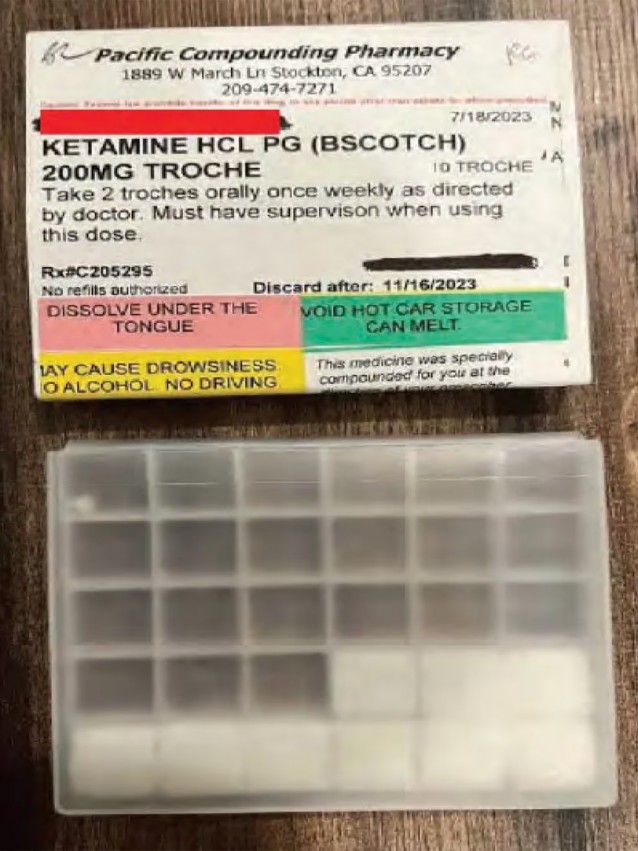 Pacific Compounding Pharmacy
1889 W March Ln Stockton, CA 95207
209-474-7271
7/18/2023
KETAMINE HCL PG (BSCOTCH)
200MG TROCHE
10 TROCHE
Take 2 troches orally once weekly as directed
by doctor. Must have supervison when using
this dose.
Rx#C205295
No refills authorized
Discard after: 11/16/2023
DISSOLVE UNDER THE
TONGUE
VOID HOT CAR STORAGE
CAN MELT.
AY CAUSE DROWSINESS
O ALCOHOL NO DRIVING
This medicine was specially
compounded for you at the